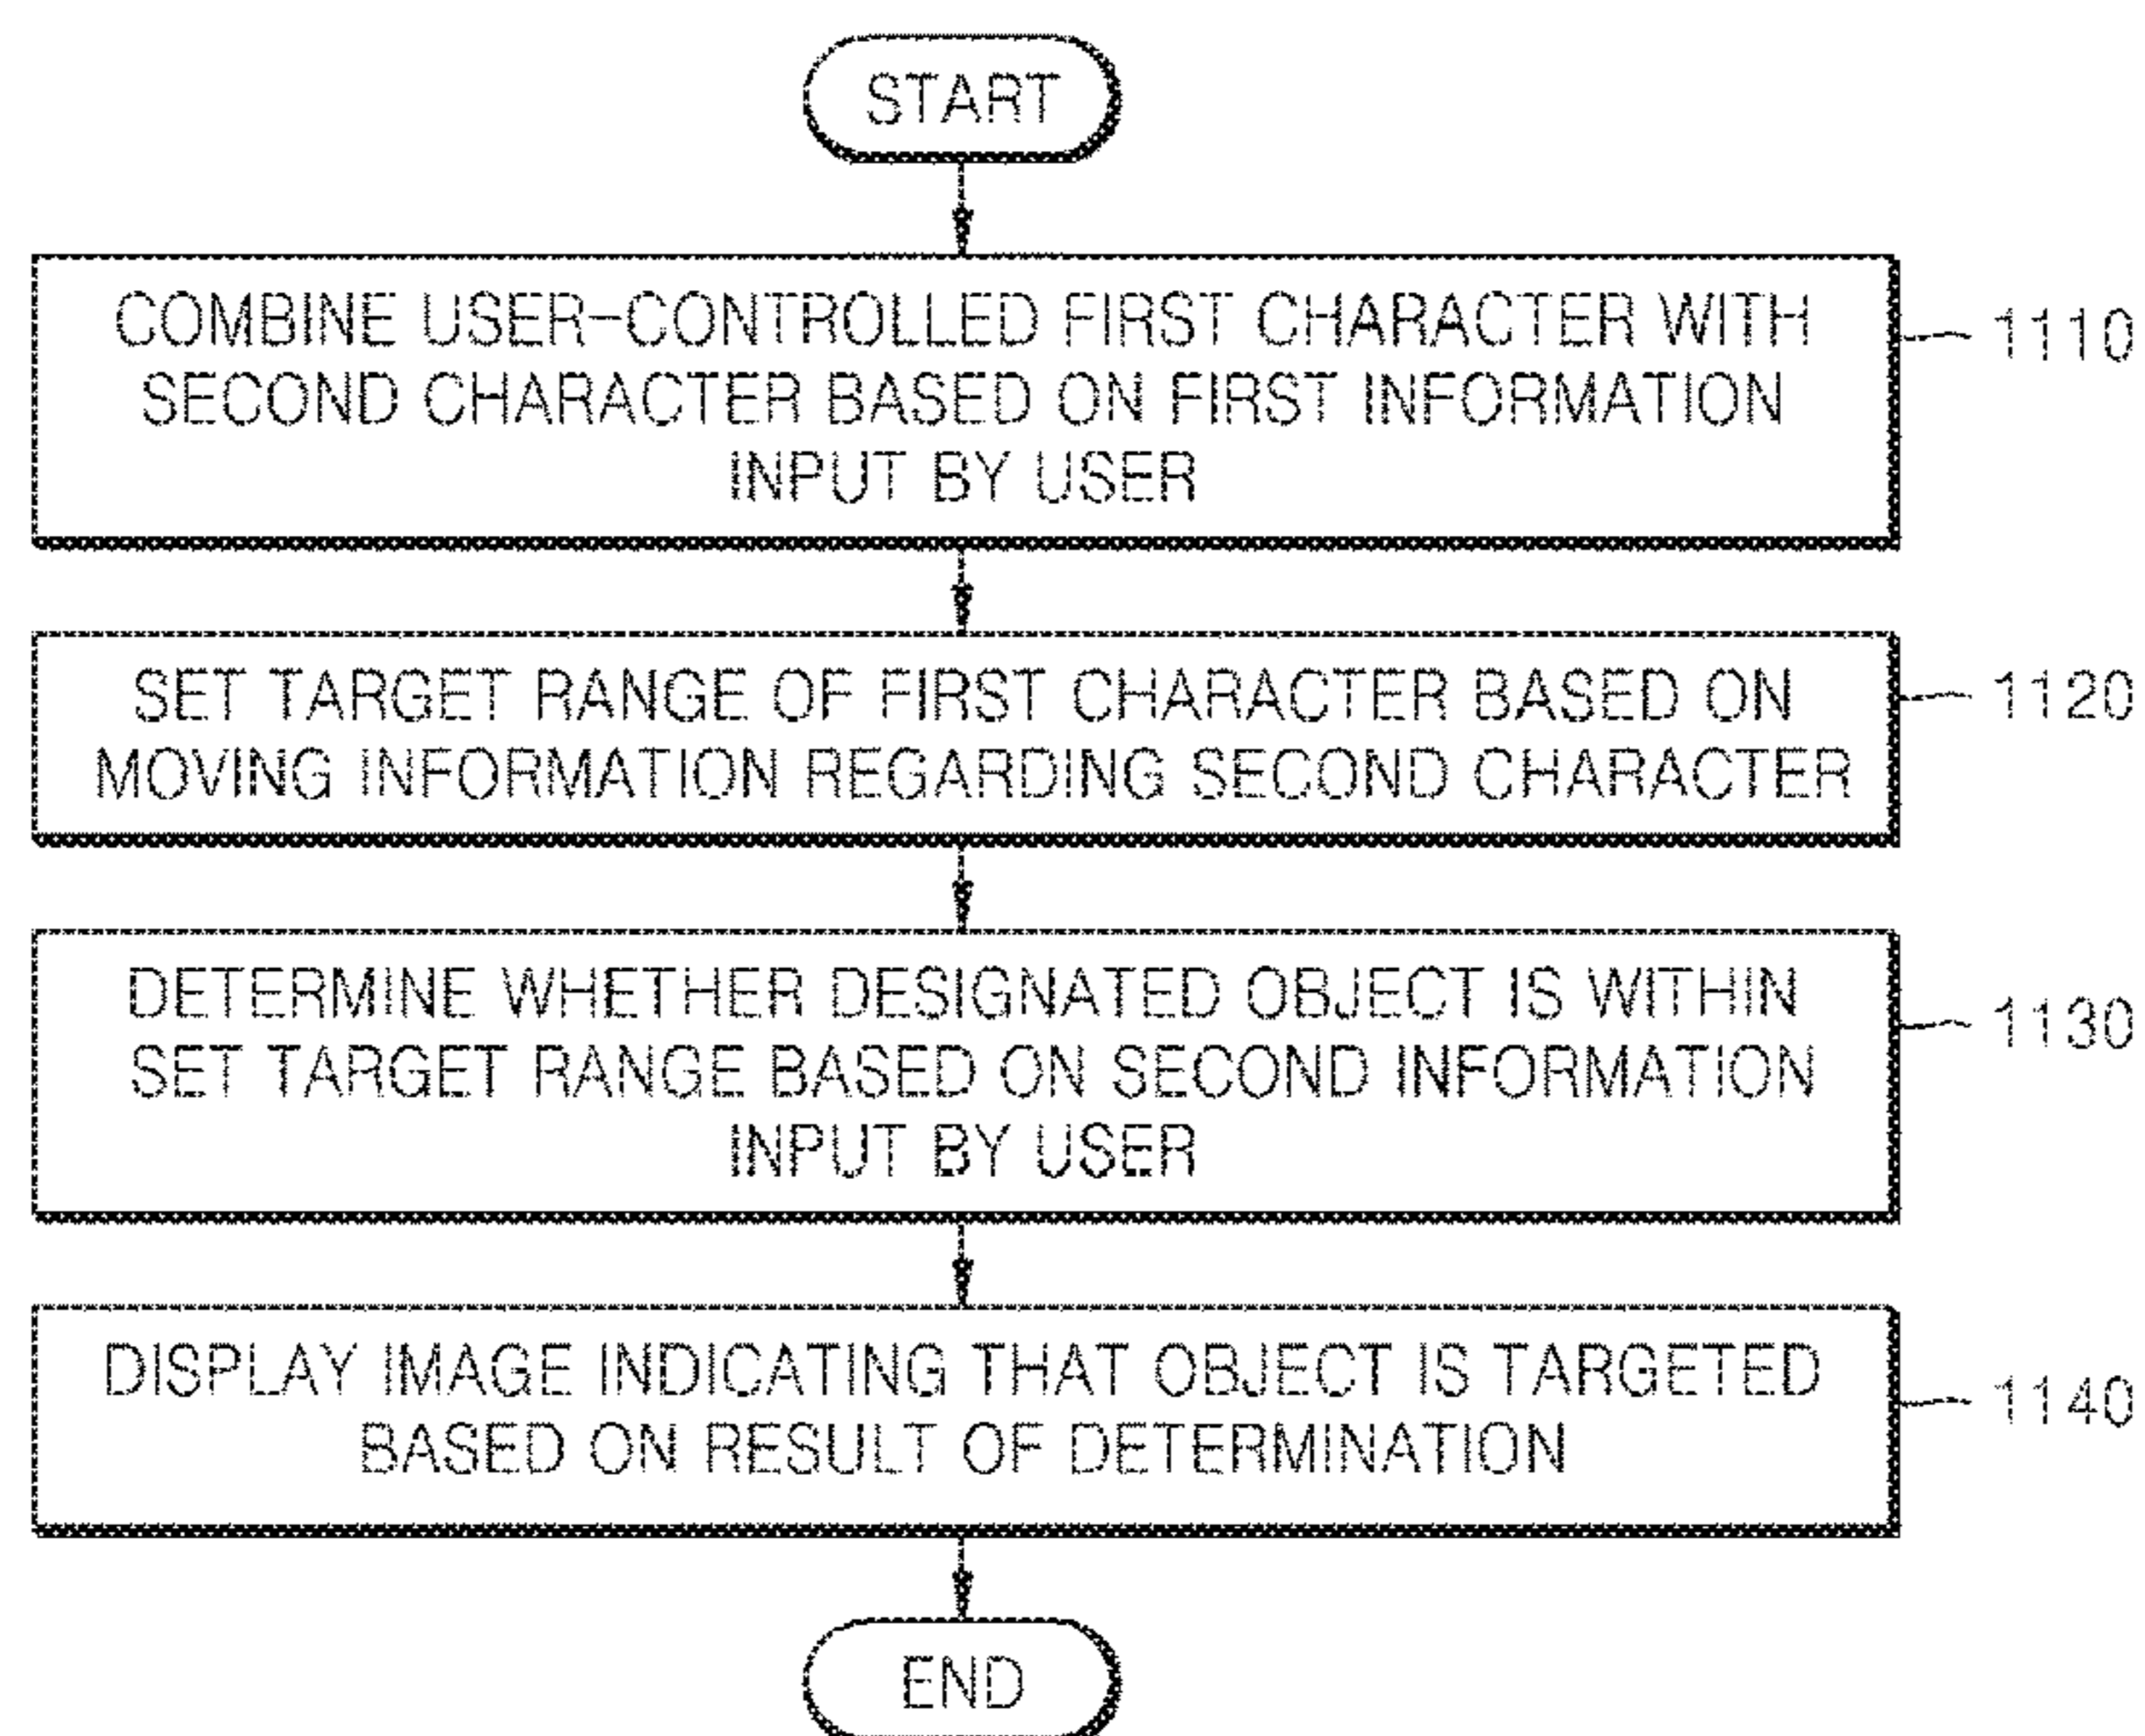 START
COMBINE USER-CONTROLLED FIRST CHARACTER WITH
SECOND CHARACTER BASED ON FIRST INFORMATION
INPUT BY USER
1110
SET TARGET RANGE OF FIRST CHARACTER BASED ON
MOVING INFORMATION REGARDING SECOND CHARACTER
1120
DETERMINE WHETHER DESIGNATED OBJECT IS WITHIN
SET TARGET RANGE BASED ON SECOND INFORMATION
INPUT BY USER
1130
DISPLAY IMAGE INDICATING THAT OBJECT IS TARGETED
BASED ON RESULT OF DETERMINATION
1140
END